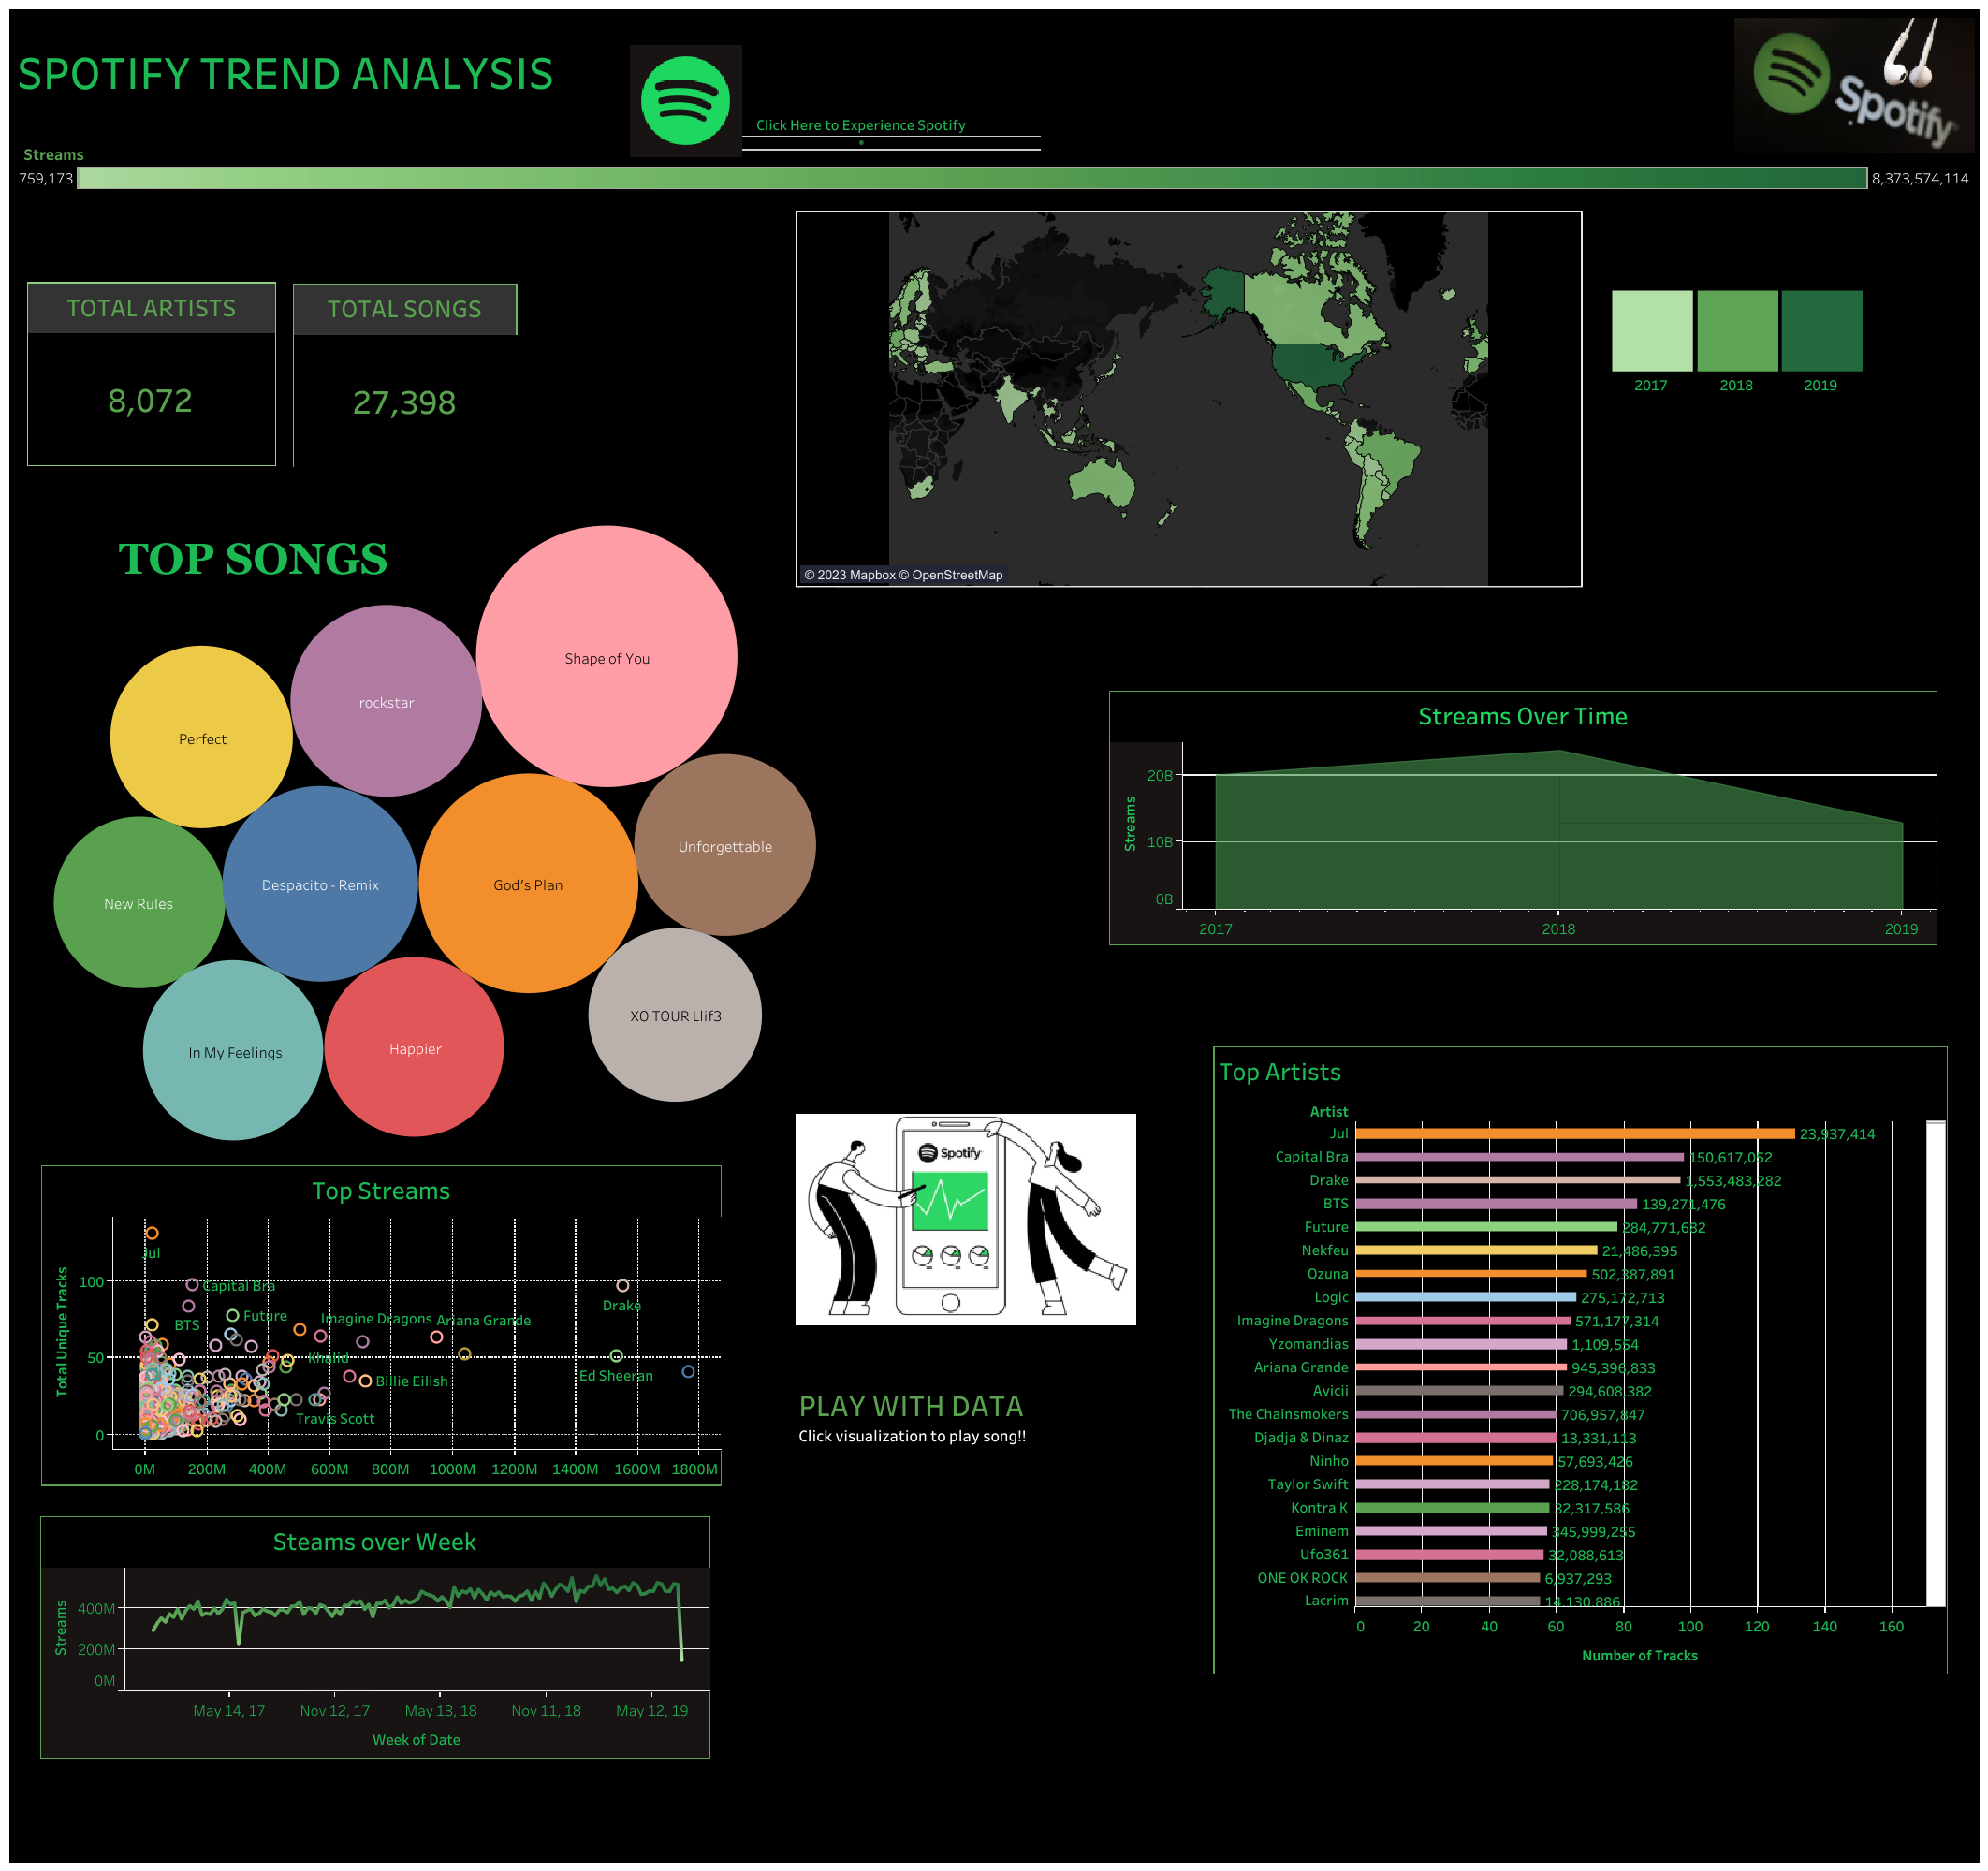 SPOTIFY TREND ANALYSIS
Click Here to Experience Spotify
Spotify
Streams
759,173
8,373,574,114
TOTAL ARTISTS
8,072
TOTAL SONGS
27,398
© 2023 Mapbox © OpenStreetMap
2017 2018 2019
TOP SONGS
Shape of You
rockstar
Perfect
Unforgettable
New Rules
Despacito - Remix
God's Plan
XO TOUR Llif3
In My Feelings
Happier
Streams Over Time
Streams
20B
10B
0B
2017 2018 2019
Top Streams
Total Unique Tracks
100
50
0
Jul
Capital Bra
BTS
Future
Imagine Dragons
Ariana Grande
Drake
Khalid
Ed Sheeran
Billie Eilish
Travis Scott
0M 200M 400M 600M 800M 1000M 1200M 1400M 1600M 1800M
Spotify
PLAY WITH DATA
Click visualization to play song!!
Top Artists
Artist
Jul 23,937,414
Capital Bra 150,617,052
Drake 1,553,483,282
BTS 139,271,476
Future 284,771,632
Nekfeu 21,486,395
Ozuna 502,387,891
Logic 275,172,713
Imagine Dragons 571,177,314
Yzomandias 1,109,554
Ariana Grande 945,396,833
Avicii 294,608,382
The Chainsmokers 706,957,847
Djadja & Dinaz 13,331,113
Ninho 57,693,426
Taylor Swift 228,174,182
Kontra K
Eminem 345,999,255
Ufo361 32,088,613
ONE OK ROCK 6,937,293
Lacrim 14,130,886
0 20 40 60 80 100 120 140 160
Number of Tracks
Steams over Week
Streams
400M
200M
0M
May 14, 17 Nov 12, 17 May 13, 18 Nov 11, 18 May 12, 19
Week of Date